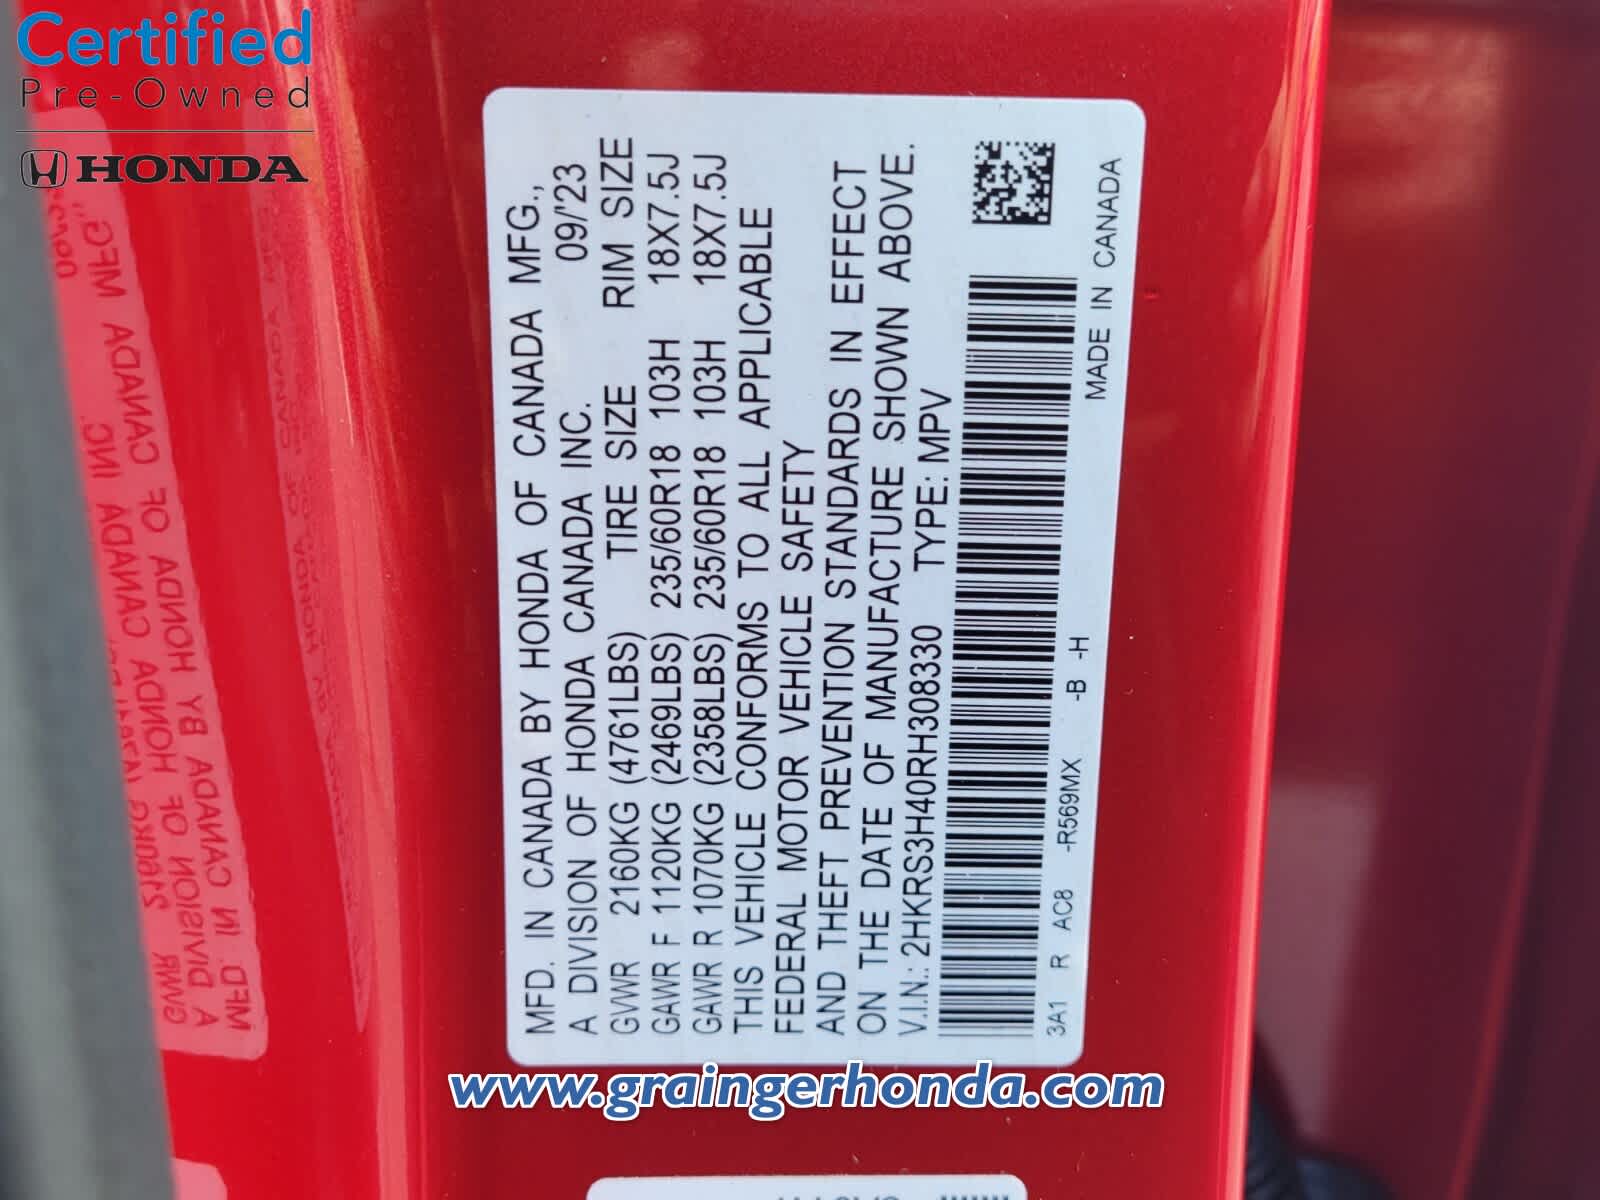 Certified
Pre-Owned
HONDA
MFD. IN CANADA BY HONDA OF CANADA MFG.,
A DIVISION OF HONDA CANADA INC. 09/'23
GVWR 2160KG (4761LBS) TIRE SIZE RIM SIZE
GAWR F 1120KG (2469LBS) 235/60R18 103H 18X7.5J
GAWR R 1070KG (2358LBS) 235/60R18 103H 18X7.5J
THIS VEHICLE CONFORMS TO ALL APPLICABLE
FEDERAL MOTOR VEHICLE SAFETY
AND THEFT PREVENTION STANDARDS IN EFFECT
ON THE DATE OF MANUFACTURE SHOWN ABOVE.
V.I.N.: 2HKRS3H40RH308330 TYPE: MPV
3A1 R AC8 -R569MX -B -H
MADE IN CANADA
www.graingerhonda.com